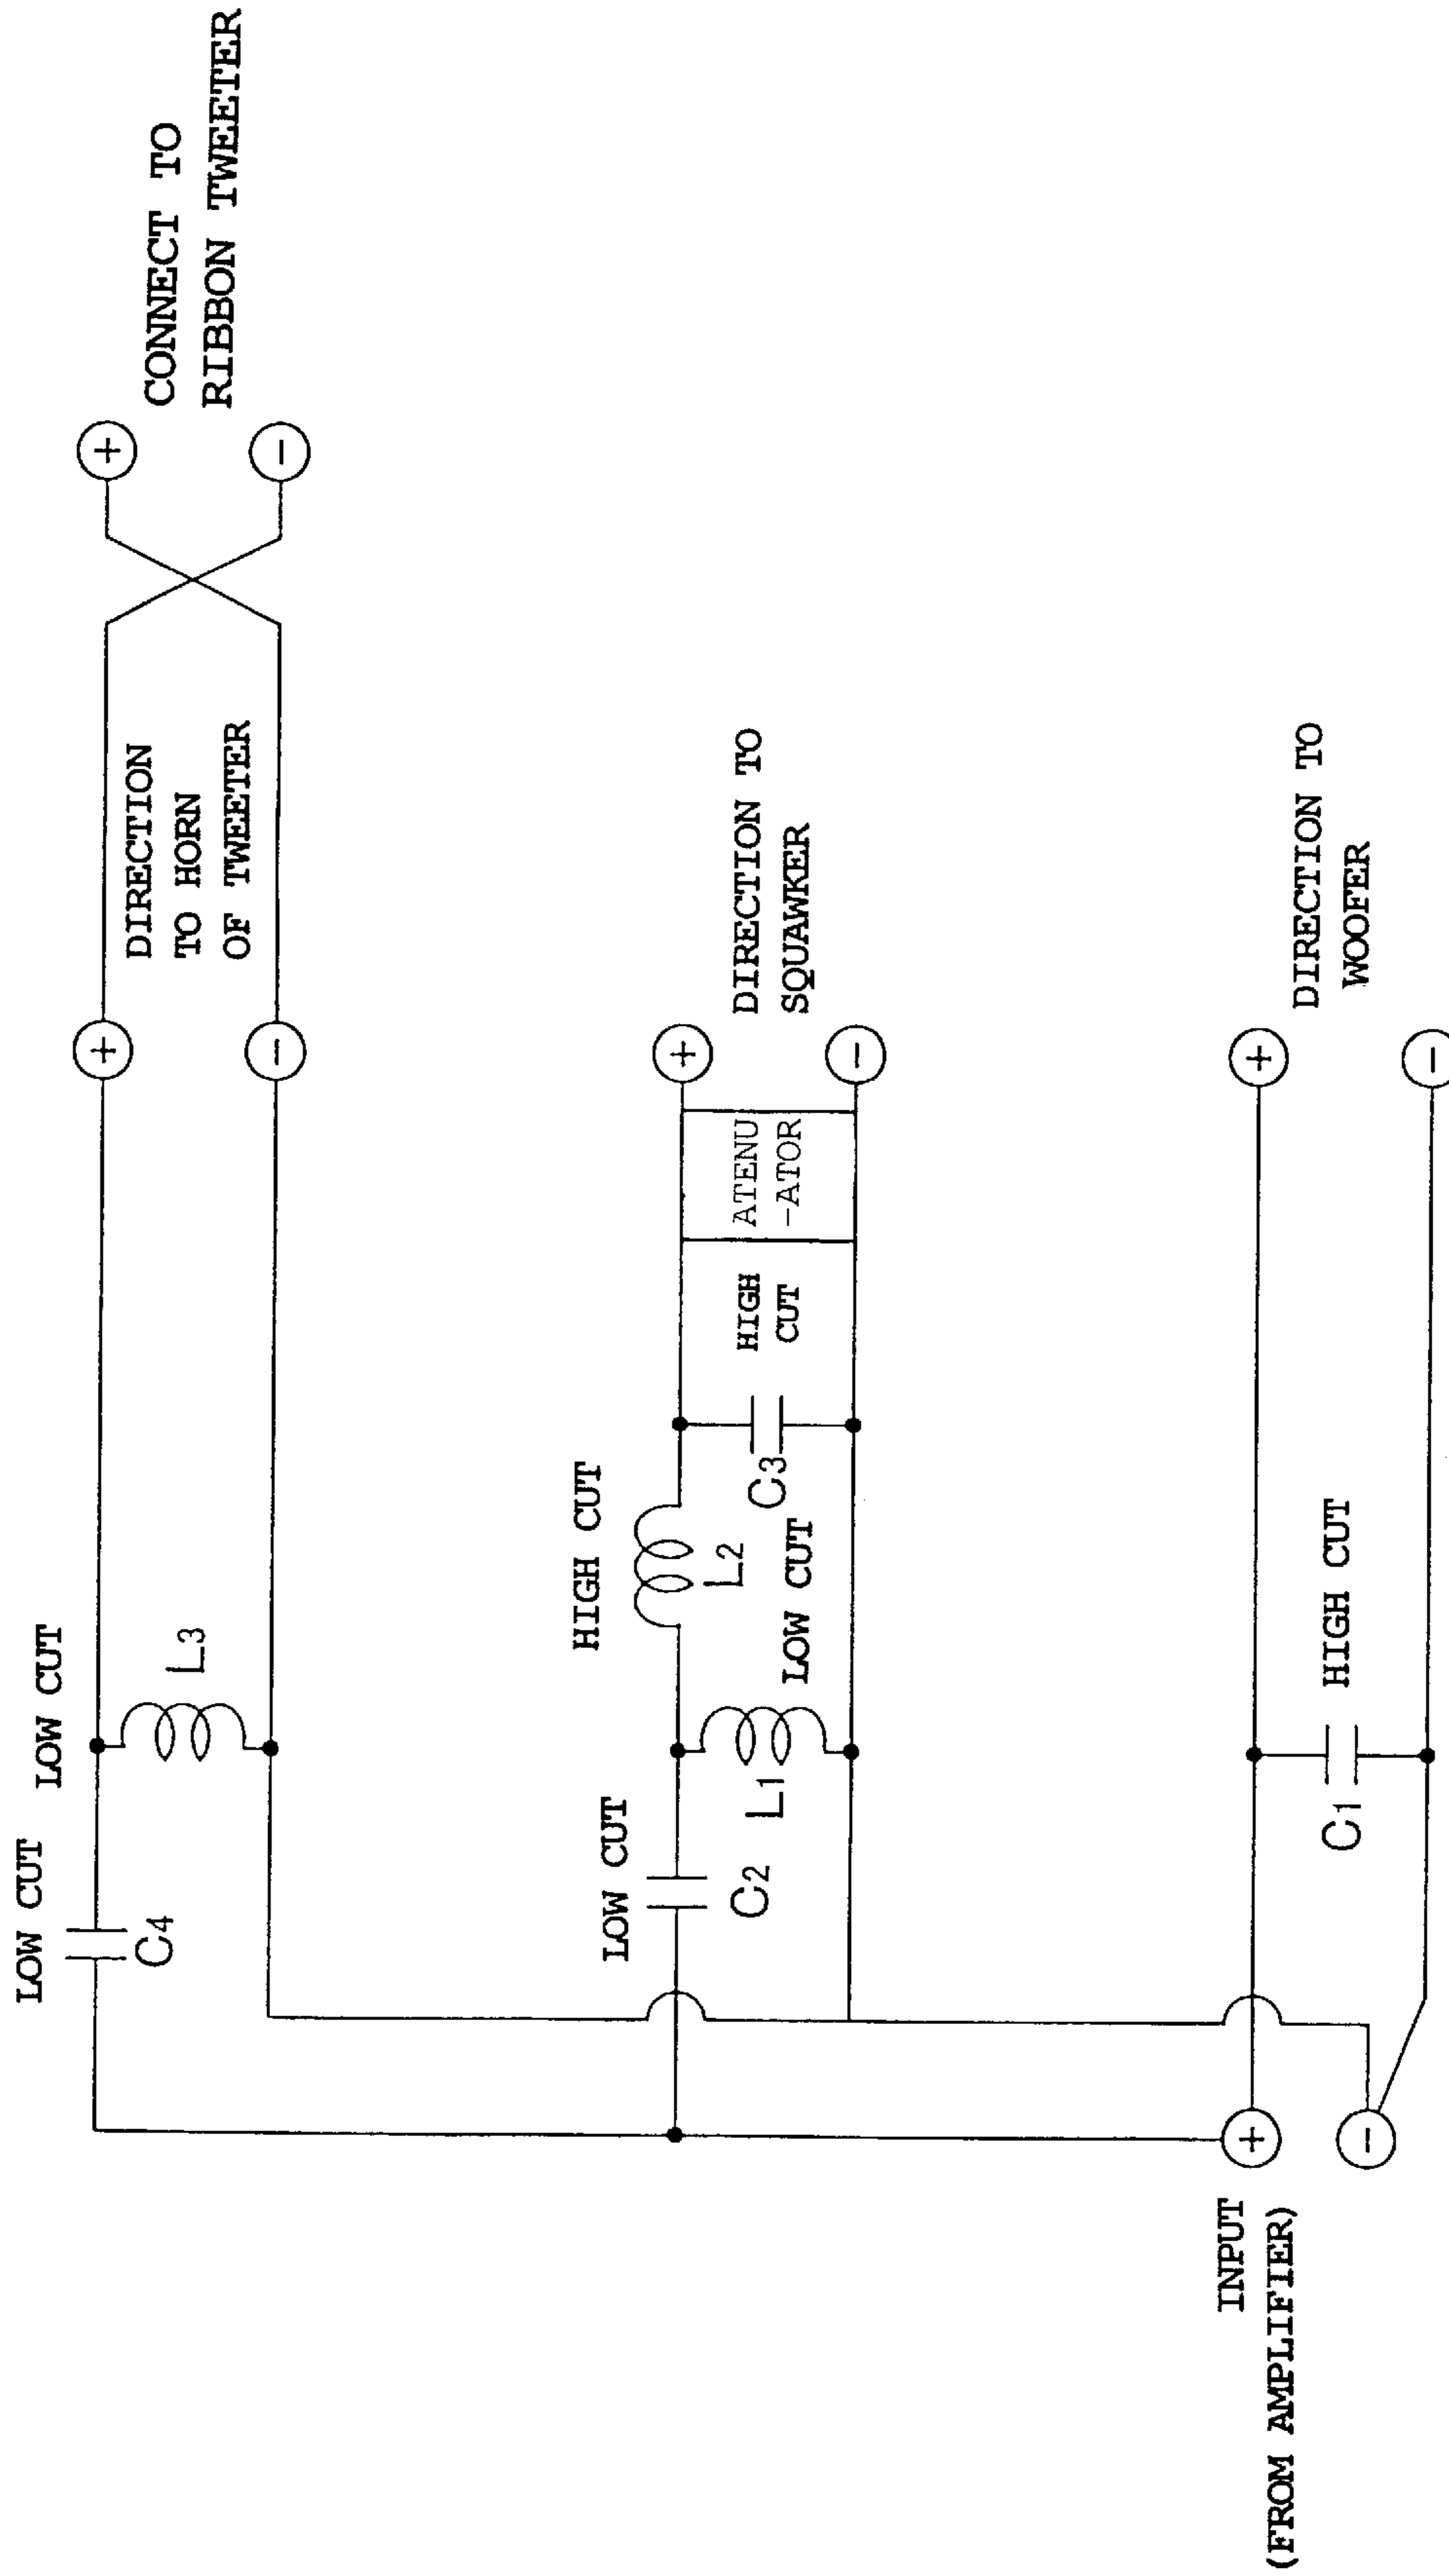 LOW CUT
LOW CUT
C4
L3
+
−
DIRECTION
TO HORN
OF TWEETER
+
−
CONNECT TO
RIBBON TWEETER
LOW CUT
C2
L1
LOW CUT
HIGH CUT
L2
C3
HIGH
CUT
ATENU
-ATOR
+
−
DIRECTION TO
SQUAWKER
INPUT
(FROM AMPLIFIER)
+
−
C1
HIGH CUT
+
−
DIRECTION TO
WOOFER